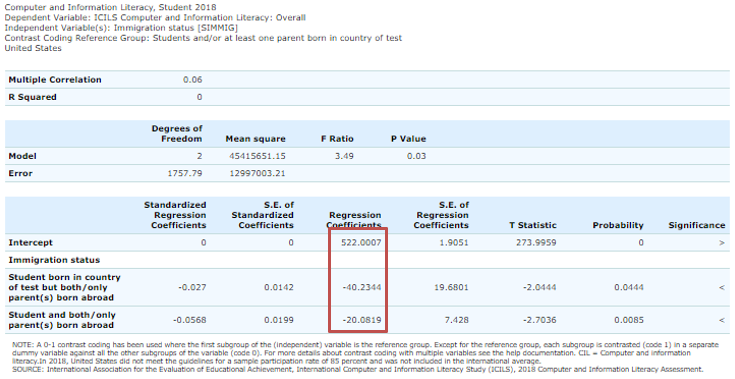 Computer and Information Literacy, Student 2018
Dependent Variable: ICILS Computer and Information Literacy: Overall
Independent Variable(s): Immigration status [SIMMIG]
Contrast Coding Reference Group: Students and/or at least one parent born in country of test
United States
Multiple Correlation 0.06
R Squared 0
Degrees of
Freedom Mean square F Ratio P Value
Model 2 45415651.15 3.49 0.03
Error 1757.79 12997003.21
Standardized S.E. of S.E. of
Regression Standardized Regression Regression
Coefficients Coefficients Coefficients Coefficients T Statistic Probability Significance
Intercept 0 0 522.0007 1.9051 273.9959 0 >
Immigration status
Student born in country
of test but both/only -0.027 0.0142 -40.2344 19.6801 -2.0444 0.0444 <
parent(s) born abroad
Student and both/only -0.0568 0.0199 -20.0819 7.428 -2.7036 0.0085 <
parent(s) born abroad
NOTE: A 0-1 contrast coding has been used where the first subgroup of the (independent) variable is the reference group. Except for the reference group, each subgroup is contrasted (code 1) in a separate
dummy variable against all the other subgroups of the variable (code 0). For more details about contrast coding with multiple variables see the help documentation. CIL = Computer and information
literacy.In 2018, United States did not meet the guidelines for a sample participation rate of 85 percent and was not included in the international average.
SOURCE: International Association for the Evaluation of Educational Achievement, International Computer and Information Literacy Study (ICILS), 2018 Computer and Information Literacy Assessment.